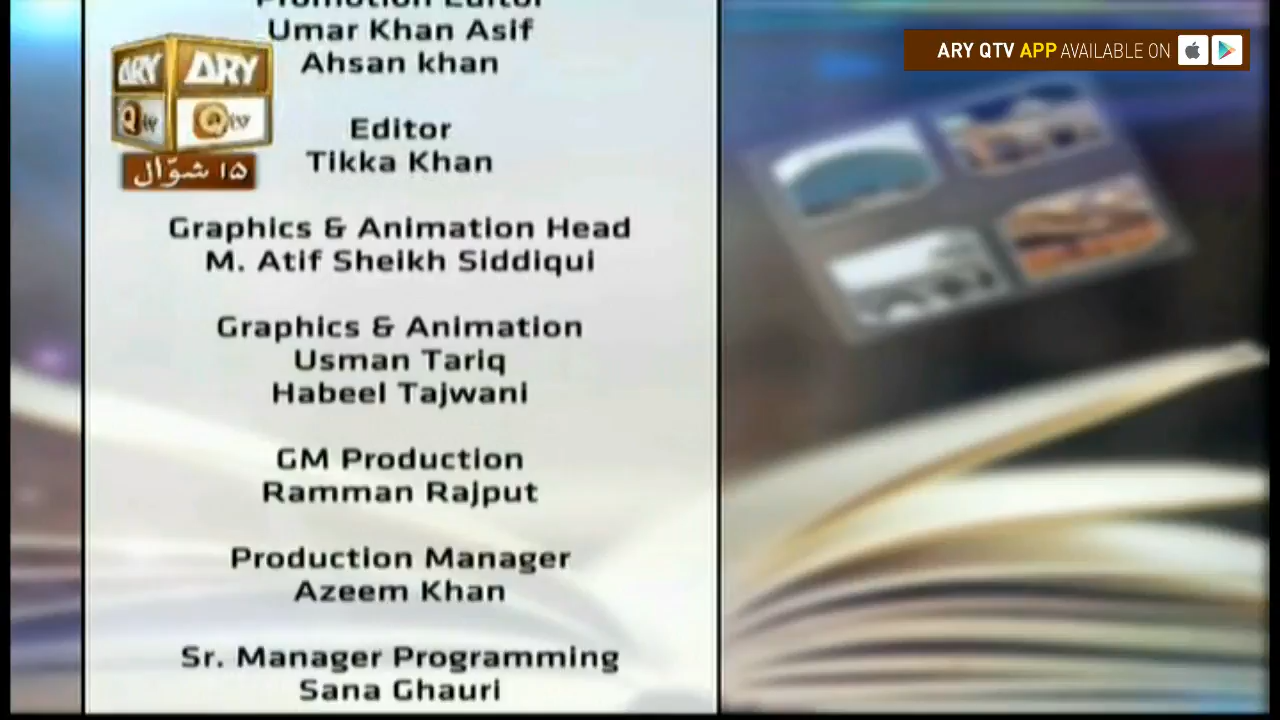 Promotion Editor
Umar Khan Asif
Ahsan khan
ARY QTV APP AVAILABLE ON
ARY ARY
Qtv Qtv
۱۵ شوّال
Editor
Tikka Khan
Graphics & Animation Head
M. Atif Sheikh Siddiqui
Graphics & Animation
Usman Tariq
Habeel Tajwani
GM Production
Ramman Rajput
Production Manager
Azeem Khan
Sr. Manager Programming
Sana Ghauri